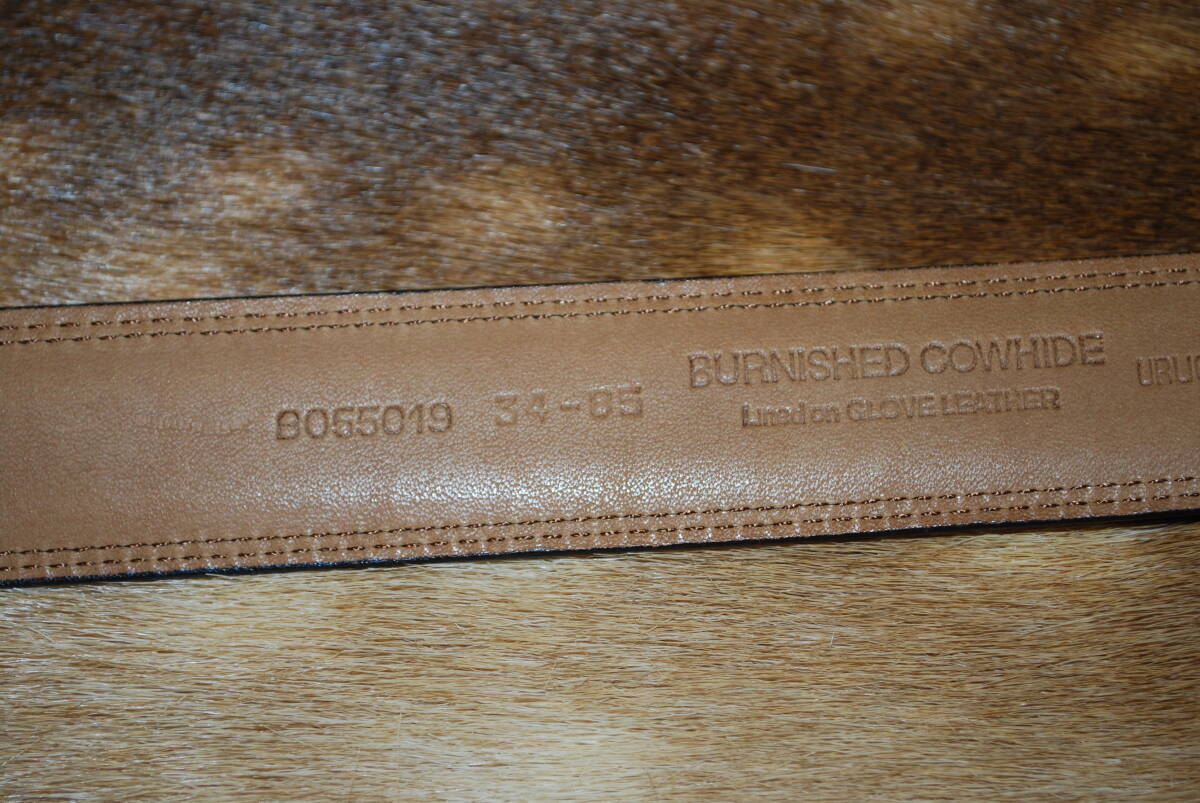 B055019 34-85
BURNISHED COWHIDE
Lined on GLOVE LEATHER